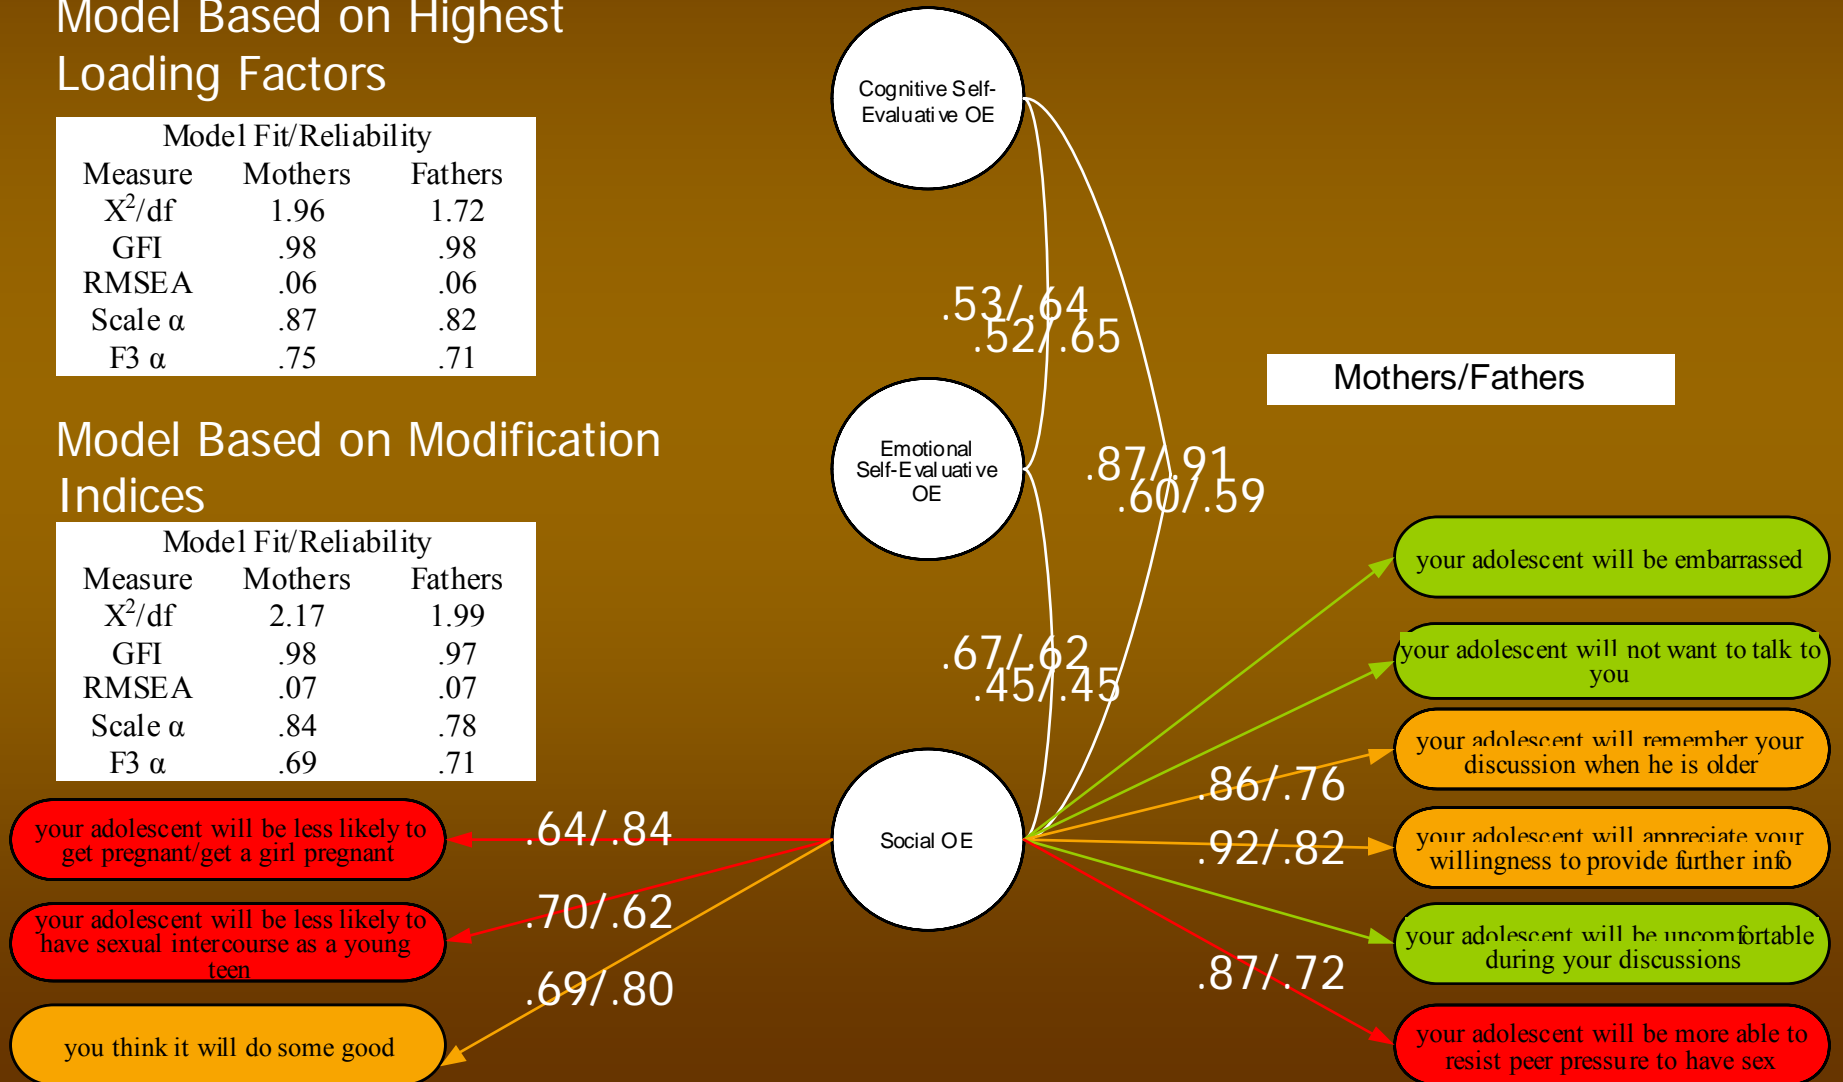 Model Based on Highest
Loading Factors
Model Fit/Reliability
Measure Mothers Fathers
X²/df 1.96 1.72
GFI .98 .98
RMSEA .06 .06
Scale α .87 .82
F3 α .75 .71
Model Based on Modification
Indices
Model Fit/Reliability
Measure Mothers Fathers
X²/df 2.17 1.99
GFI .98 .97
RMSEA .07 .07
Scale α .84 .78
F3 α .69 .71
your adolescent will be less likely to
get pregnant/get a girl pregnant
your adolescent will be less likely to
have sexual intercourse as a young
teen
you think it will do some good
.64/.84
.70/.62
.69/.80
Cognitive Self-
Evaluative OE
.53/.64
.52/.65
Emotional
Self-Evaluative
OE
.87/.91
.60/.59
.67/.62
.45/.45
Social OE
Mothers/Fathers
.86/.76
.92/.82
.87/.72
your adolescent will be embarrassed
your adolescent will not want to talk to
you
your adolescent will remember your
discussion when he is older
your adolescent will appreciate your
willingness to provide further info
your adolescent will be uncomfortable
during your discussions
your adolescent will be more able to
resist peer pressure to have sex